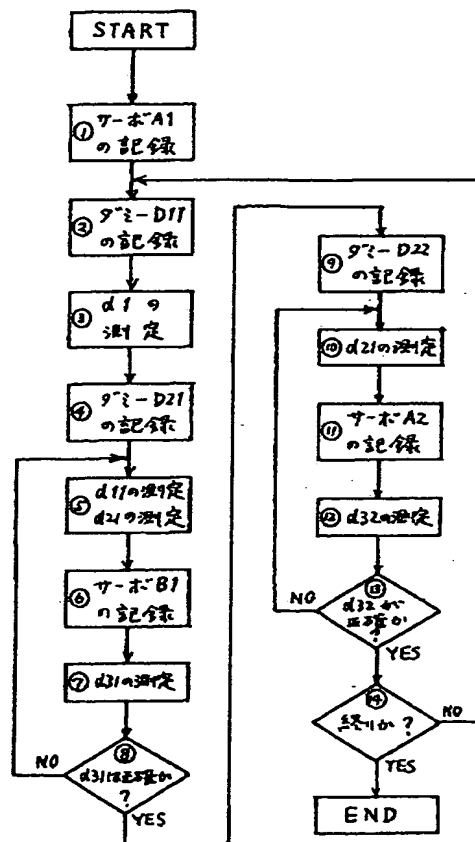 START
① サーボA1
の記録
② ダミーD11
の記録
③ d1の
測定
④ ダミーD21
の記録
⑤ d11の測定
d21の測定
⑥ サーボB1
の記録
⑦ d31の測定
⑧
d31は正確か
?
NO
YES
⑨ ダミーD22
の記録
⑩ d21の測定
⑪ サーボA2
の記録
⑫ d32の測定
⑬
d32が
正確か
?
NO
YES
⑭
終りか?
NO
YES
END